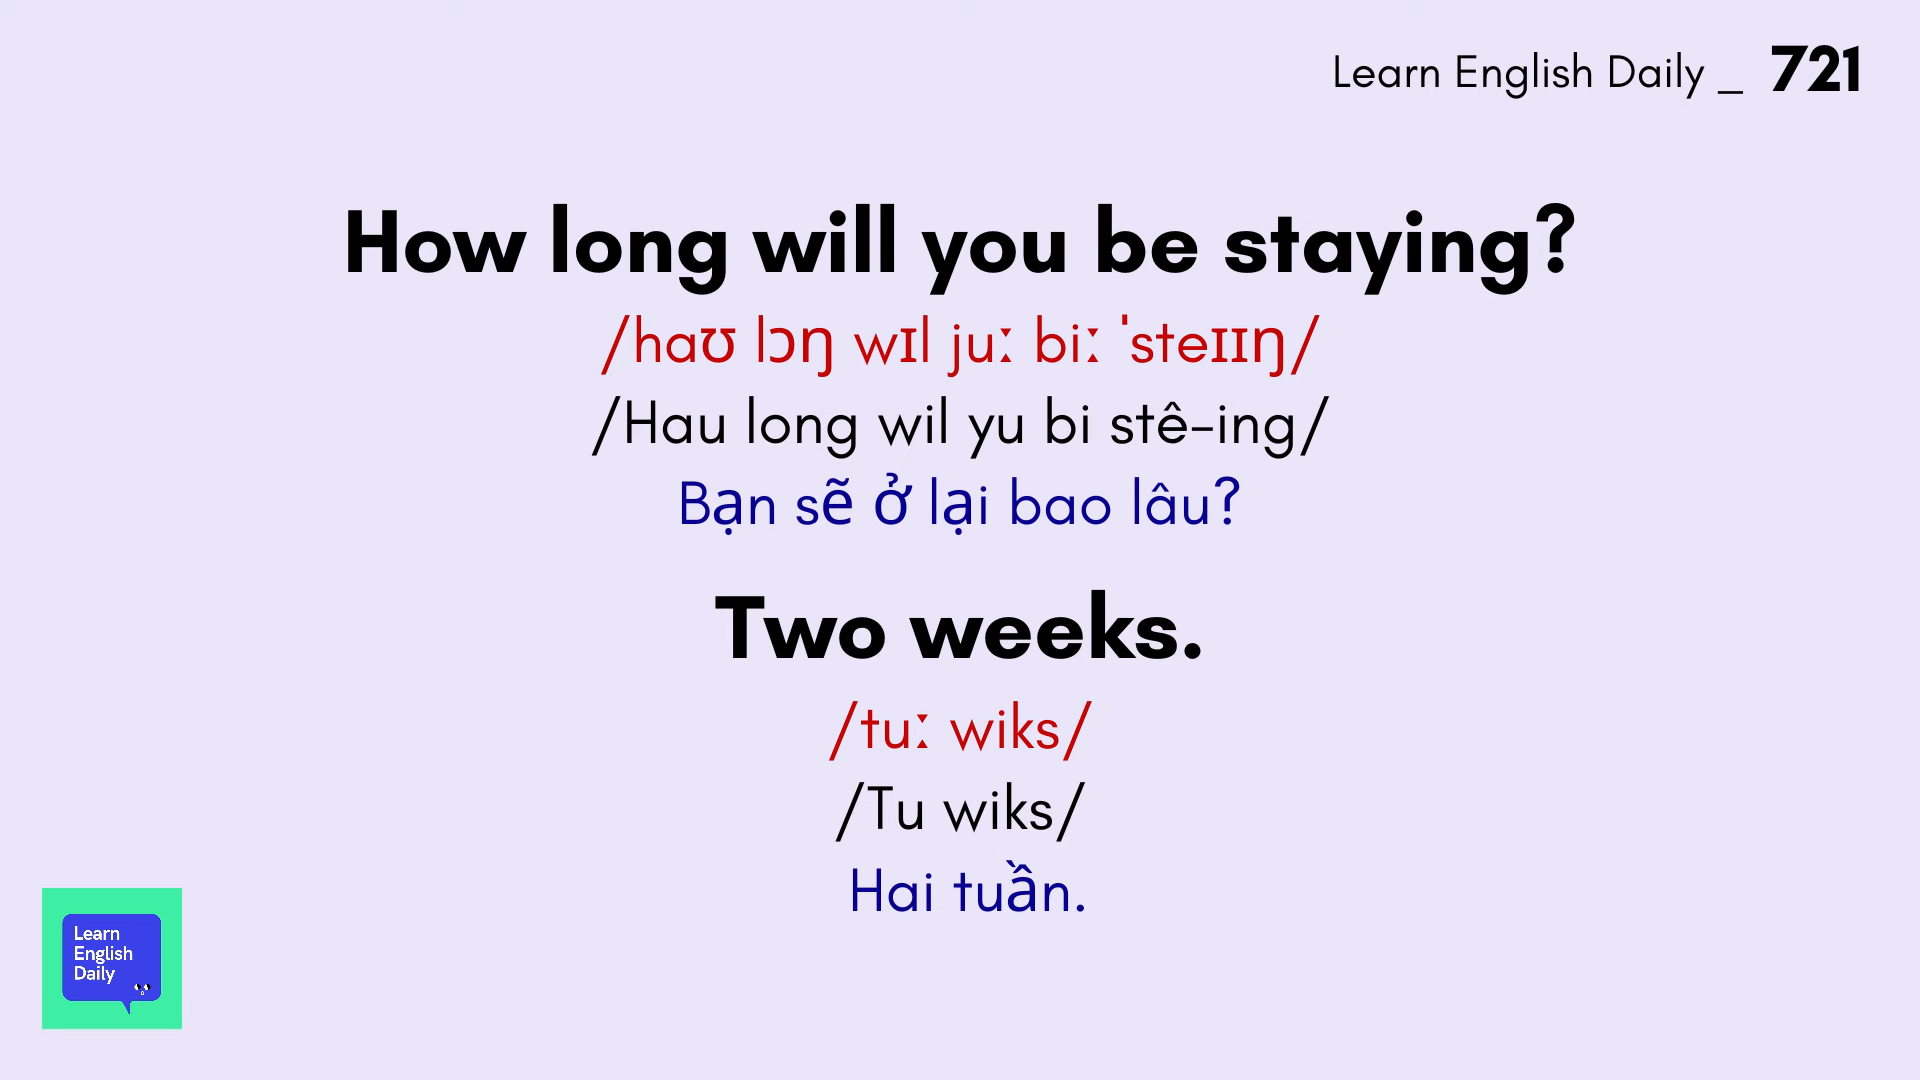 Learn English Daily _ 721
How long will you be staying?
/haʊ lɔŋ wɪl juː biː ˈsteɪɪŋ/
/Hau long wil yu bi stê-ing/
Bạn sẽ ở lại bao lâu?
Two weeks.
/tuː wiks/
/Tu wiks/
Hai tuần.
Learn
English
Daily